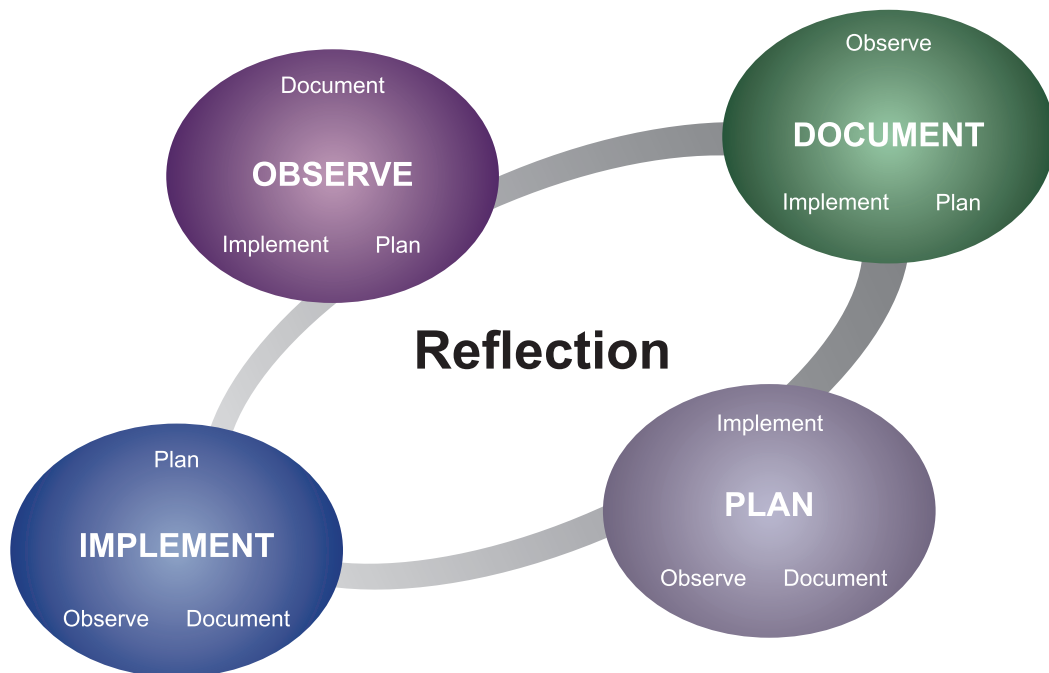 Document
OBSERVE
Implement Plan
Observe
DOCUMENT
Implement Plan
Reflection
Plan
IMPLEMENT
Observe Document
Implement
PLAN
Observe Document